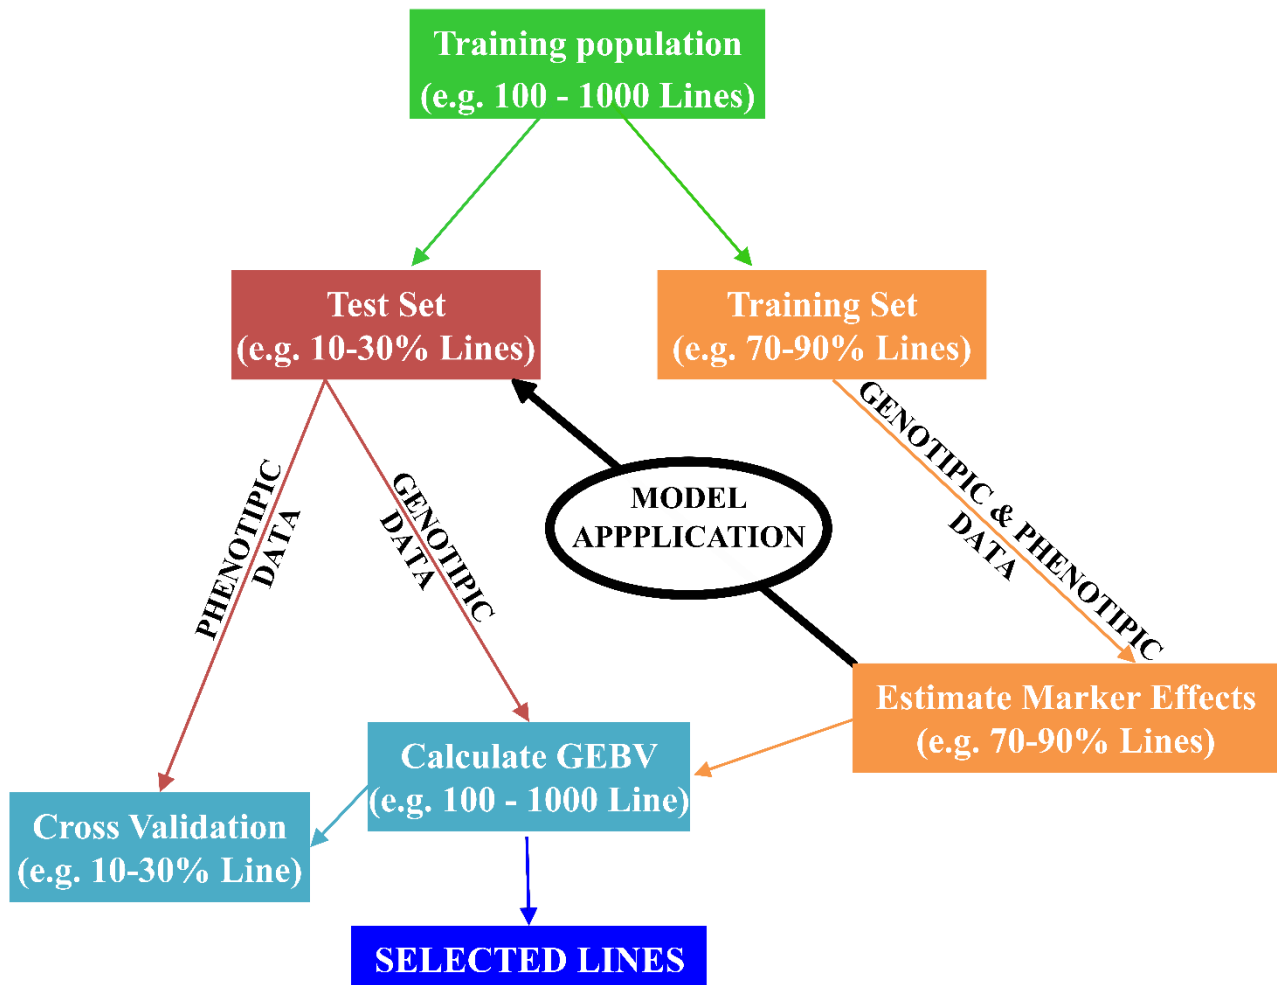 Training population
(e.g. 100 - 1000 Lines)
Test Set
(e.g. 10-30% Lines)
Training Set
(e.g. 70-90% Lines)
GENOTIPIC & PHENOTIPIC
DATA
MODEL
APPPLICATION
PHENOTIPIC
DATA
GENOTIPIC
DATA
Estimate Marker Effects
(e.g. 70-90% Lines)
Calculate GEBV
(e.g. 100 - 1000 Line)
Cross Validation
(e.g. 10-30% Line)
SELECTED LINES